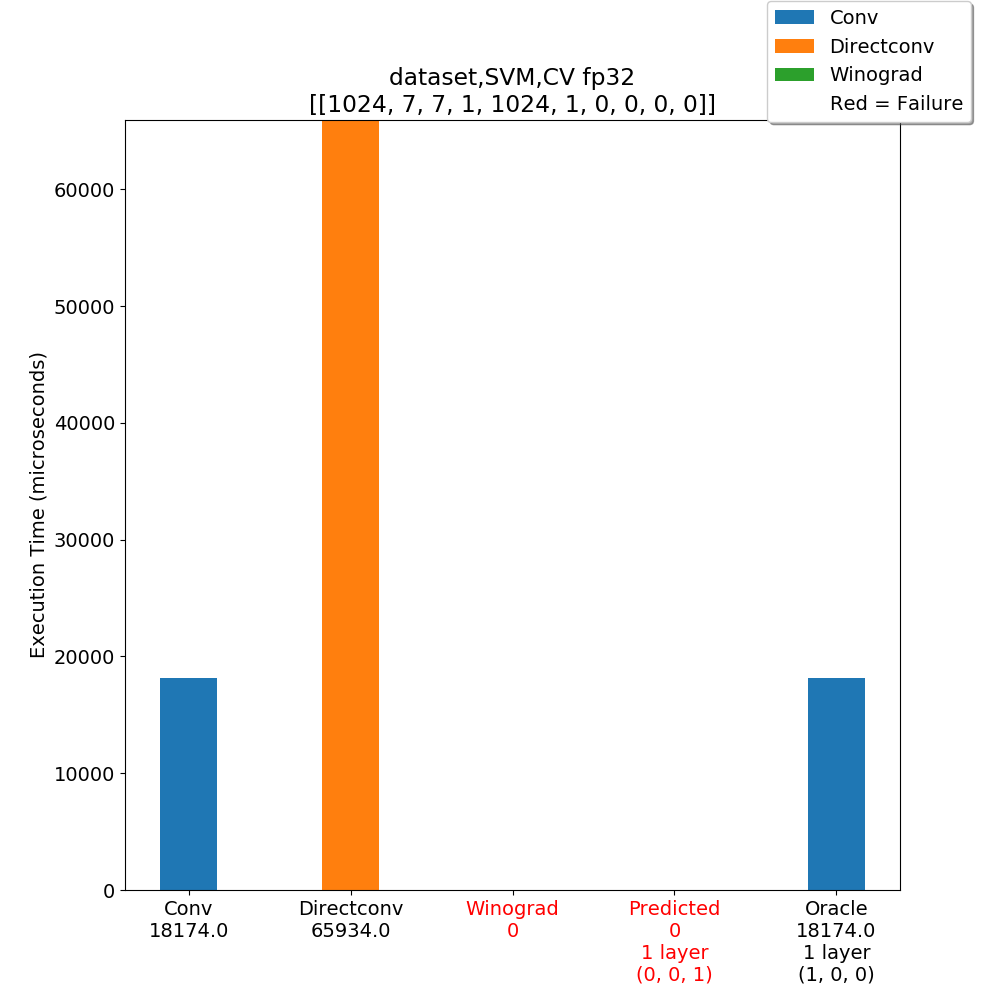 Conv
Directconv
Winograd
Red = Failure
dataset,SVM,CV fp32
[[1024, 7, 7, 1, 1024, 1, 0, 0, 0, 0]]
Execution Time (microseconds)
60000
50000
40000
30000
20000
10000
0
Conv
18174.0
Directconv
65934.0
Winograd
0
Predicted
0
1 layer
(0, 0, 1)
Oracle
18174.0
1 layer
(1, 0, 0)